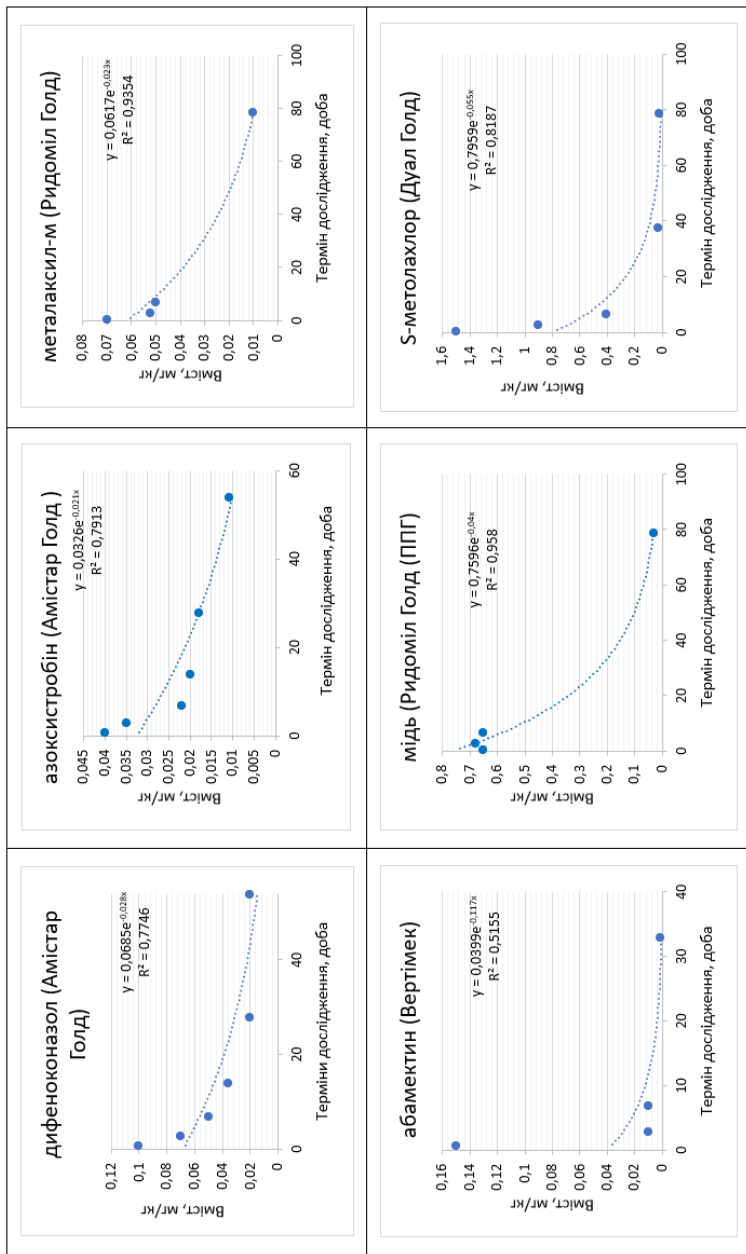 дифеноконазол (Амістар
Голд)
y = 0,0685e^-0,028x
R² = 0,7746
Вміст, мг/кг
0,12
0,1
0,08
0,06
0,04
0,02
0
0
20
40
Терміни дослідження, доба
азоксистробін (Амістар Голд )
y = 0,0326e^-0,021x
R² = 0,7913
Вміст, мг/кг
0,045
0,04
0,035
0,03
0,025
0,02
0,015
0,01
0,005
0
0
20
40
60
Термін дослідження, доба
металаксил-м (Ридоміл Голд)
y = 0,0617e^-0,023x
R² = 0,9354
Вміст, мг/кг
0,08
0,07
0,06
0,05
0,04
0,03
0,02
0,01
0
0
20
40
60
80
100
Термін дослідження, доба
абамектин (Вертімек)
y = 0,0399e^-0,117x
R² = 0,5155
Вміст, мг/кг
0,16
0,14
0,12
0,1
0,08
0,06
0,04
0,02
0
0
10
20
30
40
Термін дослідження, доба
мідь (Ридоміл Голд (ППГ)
y = 0,7596e^-0,04x
R² = 0,958
Вміст, мг/кг
0,8
0,7
0,6
0,5
0,4
0,3
0,2
0,1
0
0
20
40
60
80
100
Термін дослідження, доба
S-метолахлор (Дуал Голд)
y = 0,7959e^-0,055x
R² = 0,8187
Вміст, мг/кг
1,6
1,4
1,2
1
0,8
0,6
0,4
0,2
0
0
20
40
60
80
100
Термін дослідження, доба